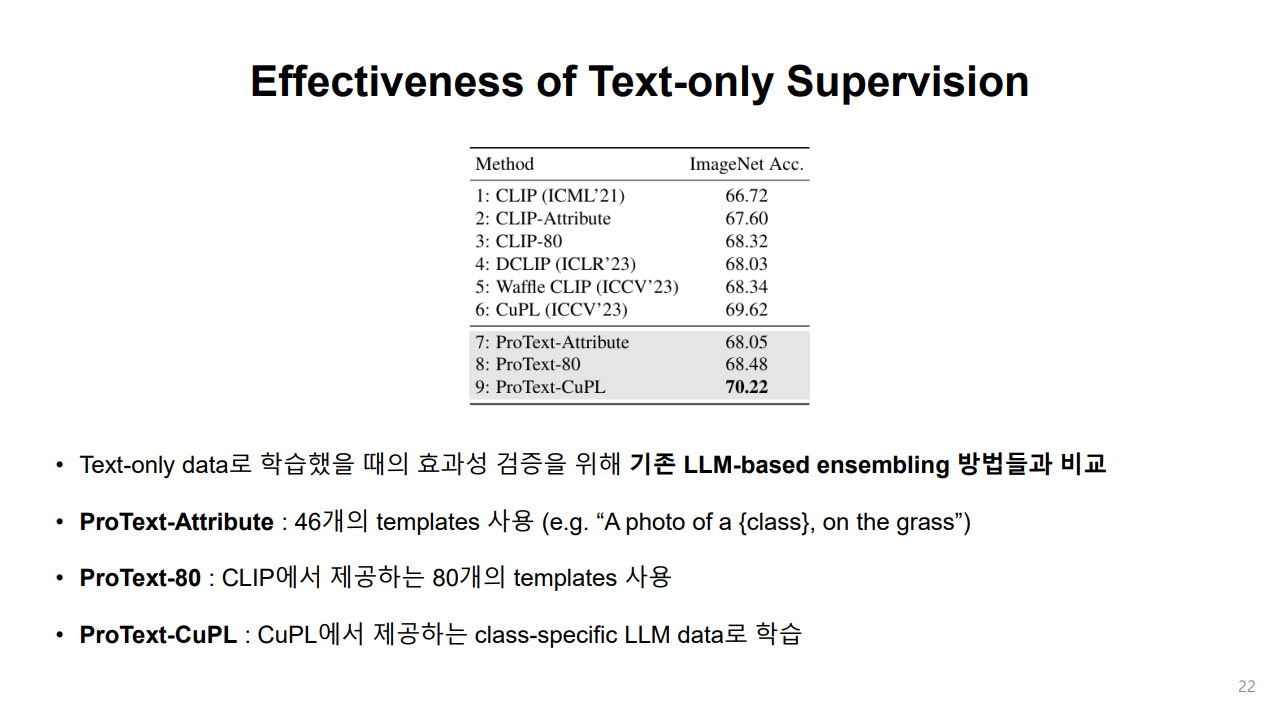 Effectiveness of Text-only Supervision
Method ImageNet Acc.
1: CLIP (ICML’21) 66.72
2: CLIP-Attribute 67.60
3: CLIP-80 68.32
4: DCLIP (ICLR’23) 68.03
5: Waffle CLIP (ICCV’23) 68.34
6: CuPL (ICCV’23) 69.62
7: ProText-Attribute 68.05
8: ProText-80 68.48
9: ProText-CuPL 70.22
• Text-only data로 학습했을 때의 효과성 검증을 위해 기존 LLM-based ensembling 방법들과 비교
• ProText-Attribute : 46개의 templates 사용 (e.g. “A photo of a {class}, on the grass”)
• ProText-80 : CLIP에서 제공하는 80개의 templates 사용
• ProText-CuPL : CuPL에서 제공하는 class-specific LLM data로 학습
22